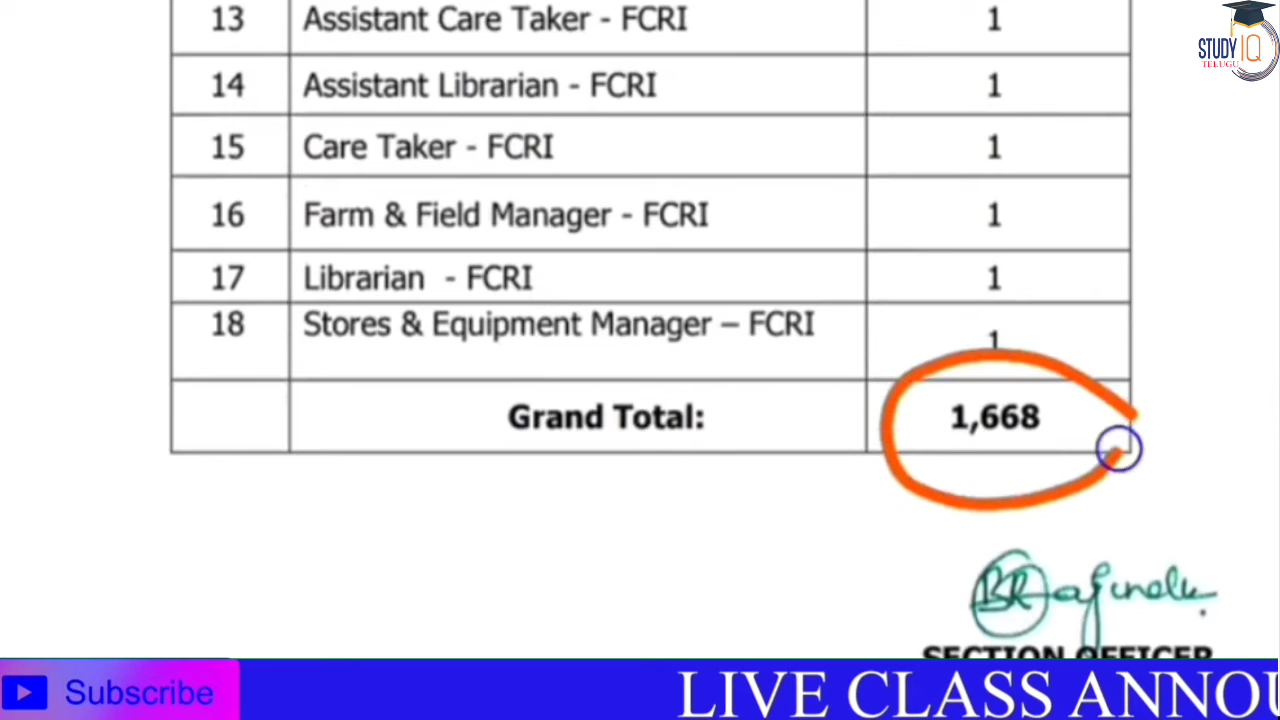 13 Assistant Care Taker - FCRI 1
14 Assistant Librarian - FCRI 1
15 Care Taker - FCRI 1
16 Farm & Field Manager - FCRI 1
17 Librarian - FCRI 1
18 Stores & Equipment Manager – FCRI 1
Grand Total: 1,668
SECTION OFFICER
STUDY IQ
TELUGU
Subscribe
LIVE CLASS ANNOU